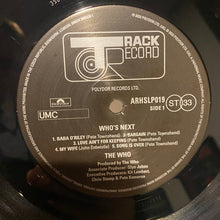 TRACK
RECORD
POLYDOR RECORDS LTD.
ARHSLP019
SIDE 1
ST 33
UMC
WHO'S NEXT
1. BABA O'RILEY (Pete Townshend) 2. BARGAIN (Pete Townshend)
3. LOVE AIN'T FOR KEEPING (Pete Townshend)
4. MY WIFE (John Entwistle) 5. SONG IS OVER (Pete Townshend)
THE WHO
Produced by The Who
Associate Producer: Glyn Johns
Executive Producers: Kit Lambert,
Chris Stamp & Pete Kameron